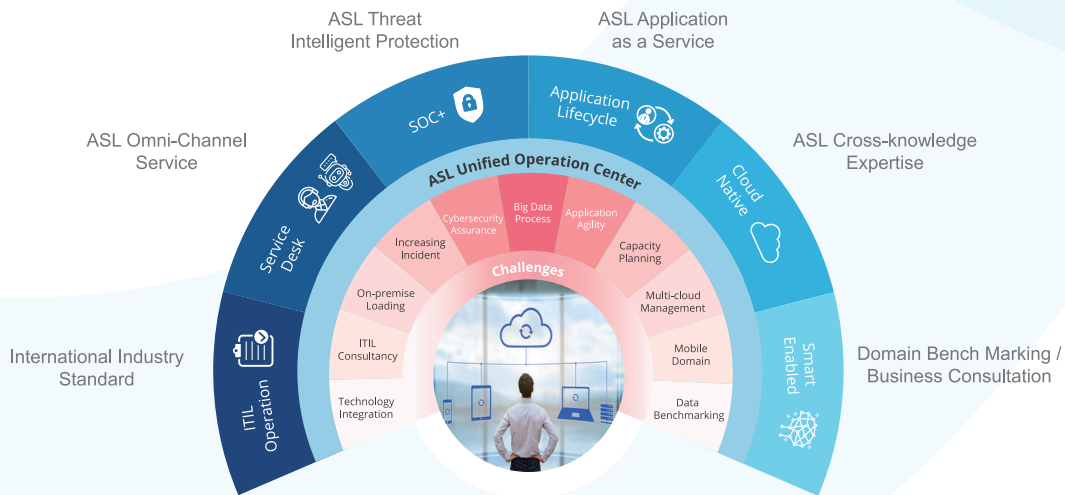 ASL Threat
Intelligent Protection
ASL Application
as a Service
ASL Omni-Channel
Service
ASL Cross-knowledge
Expertise
International Industry
Standard
Domain Bench Marking /
Business Consultation
ITIL
Operation
Service
Desk
SOC+
Application
Lifecycle
Cloud
Native
Smart
Enabled
ASL Unified Operation Center
Technology
Integration
ITIL
Consultancy
On-premise
Loading
Increasing
Incident
Cybersecurity
Assurance
Big Data
Process
Application
Agility
Capacity
Planning
Multi-cloud
Management
Mobile
Domain
Data
Benchmarking
Challenges